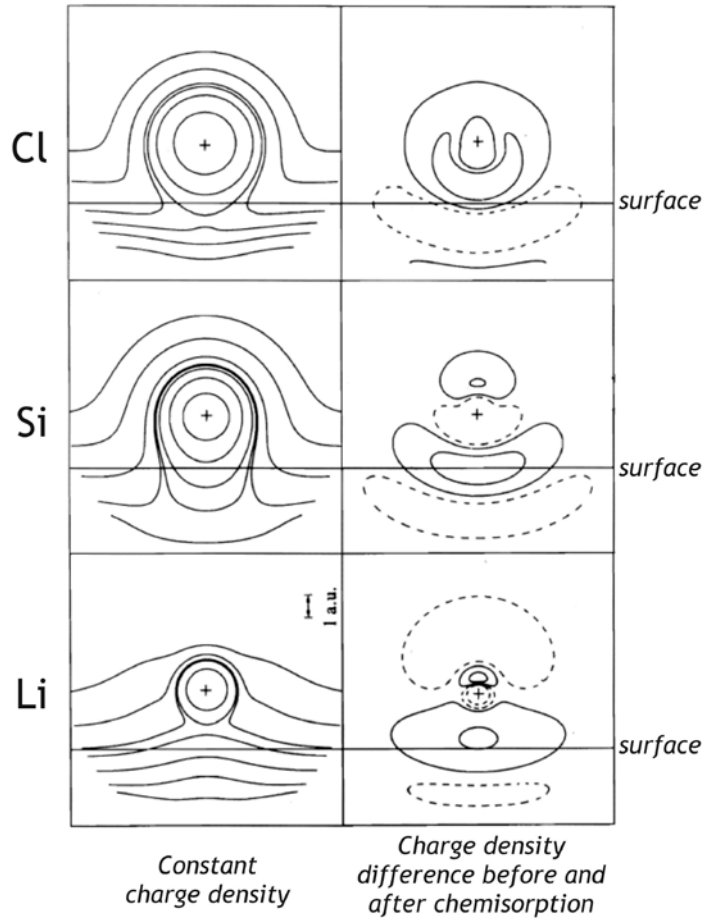 Cl
surface
Si
surface
1 a.u.
Li
surface
Constant
charge density
Charge density
difference before and
after chemisorption